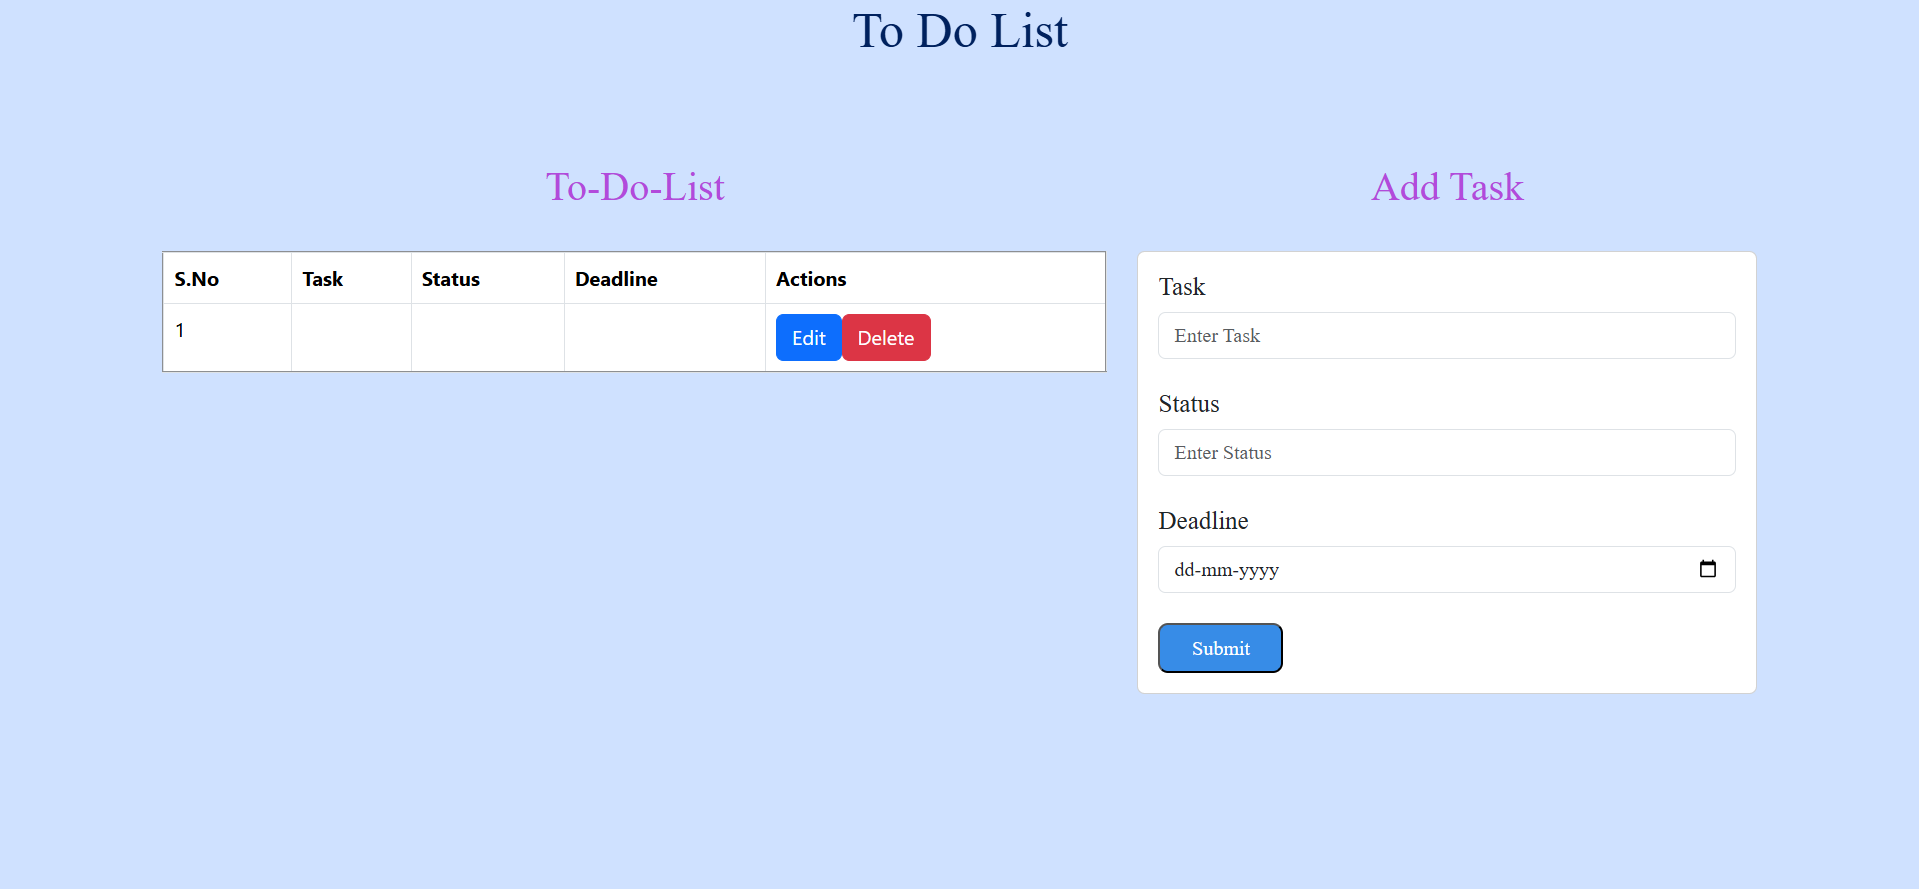 To Do List
To-Do-List
S.No Task Status Deadline Actions
1 Edit Delete
Add Task
Task
Enter Task
Status
Enter Status
Deadline
dd-mm-yyyy
Submit